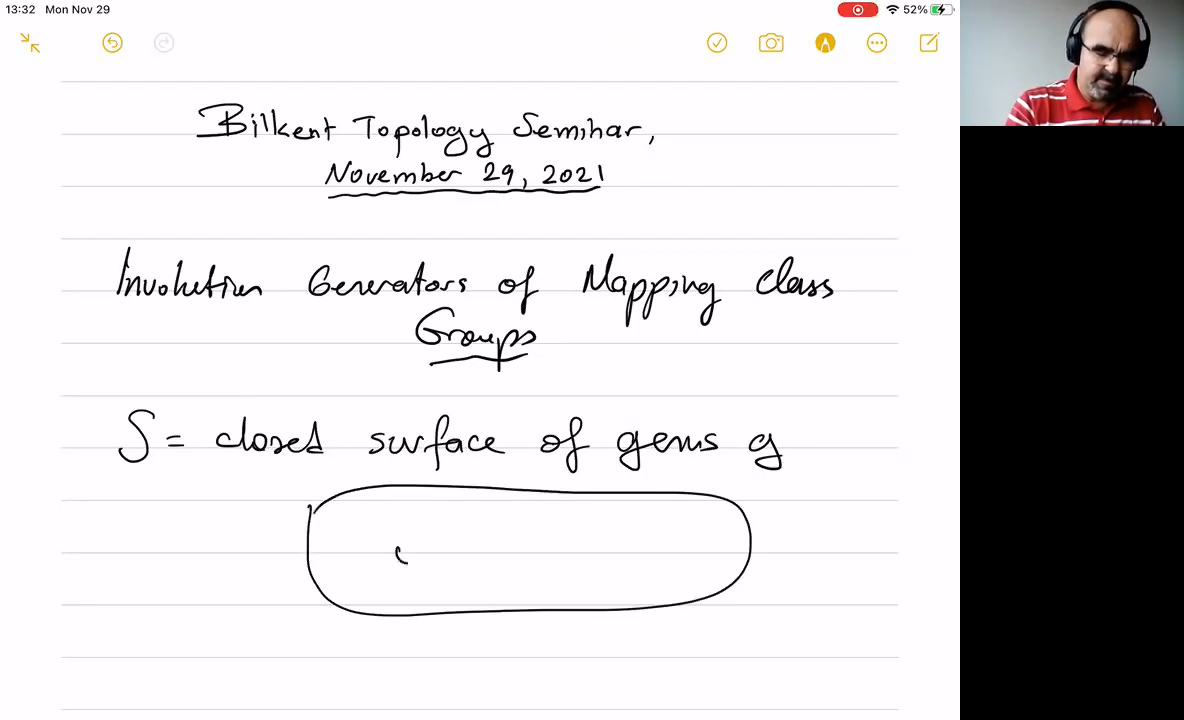 13:32 Mon Nov 29
52%
Bilkent Topology Seminar,
November 29, 2021
Involution Generators of Mapping Class
Groups
S = closed surface of genus g